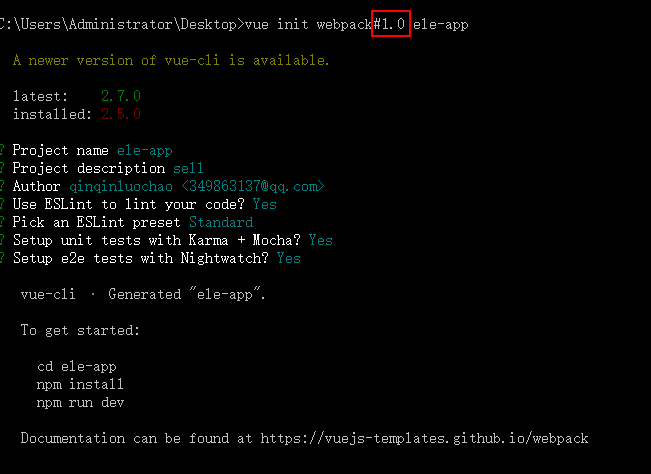 C:\Users\Administrator\Desktop>vue init webpack#1.0 ele-app
A newer version of vue-cli is available.
latest: 2.7.0
installed: 2.5.0
? Project name ele-app
? Project description sell
? Author qinqinluochao <349863137@qq.com>
? Use ESLint to lint your code? Yes
? Pick an ESLint preset Standard
? Setup unit tests with Karma + Mocha? Yes
? Setup e2e tests with Nightwatch? Yes
vue-cli · Generated "ele-app".
To get started:
cd ele-app
npm install
npm run dev
Documentation can be found at https://vuejs-templates.github.io/webpack